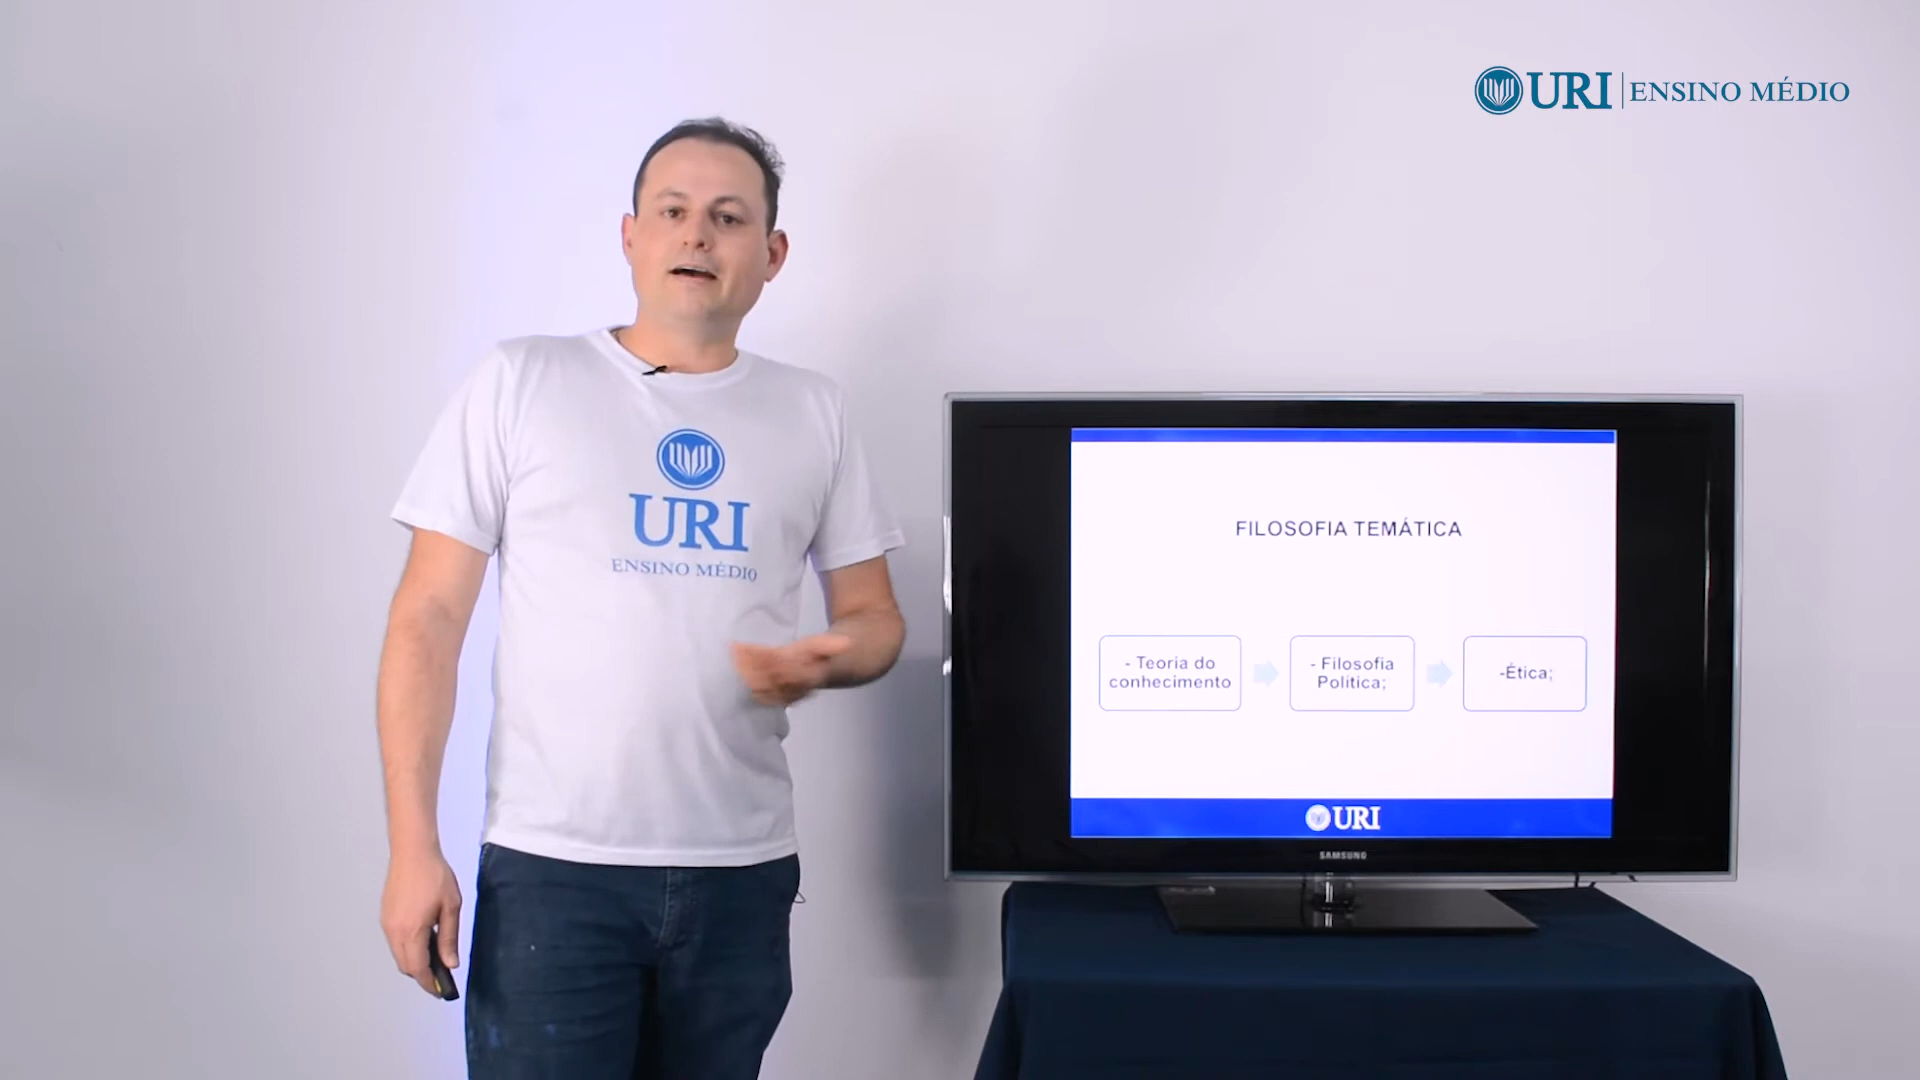 URI ENSINO MÉDIO
URI
ENSINO MÉDIO
FILOSOFIA TEMÁTICA
- Teoria do
conhecimento
- Filosofia
Política;
-Ética;
URI
SAMSUNG